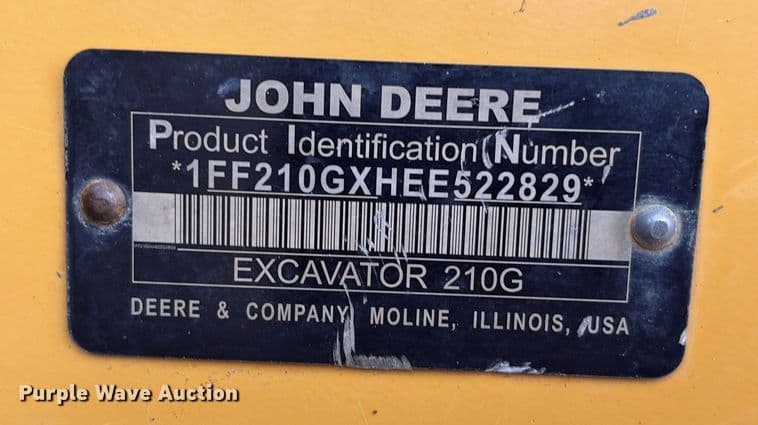 JOHN DEERE
Product Identification Number
*1FF210GXHEE522829*
EXCAVATOR 210G
DEERE & COMPANY MOLINE, ILLINOIS, USA
Purple Wave Auction